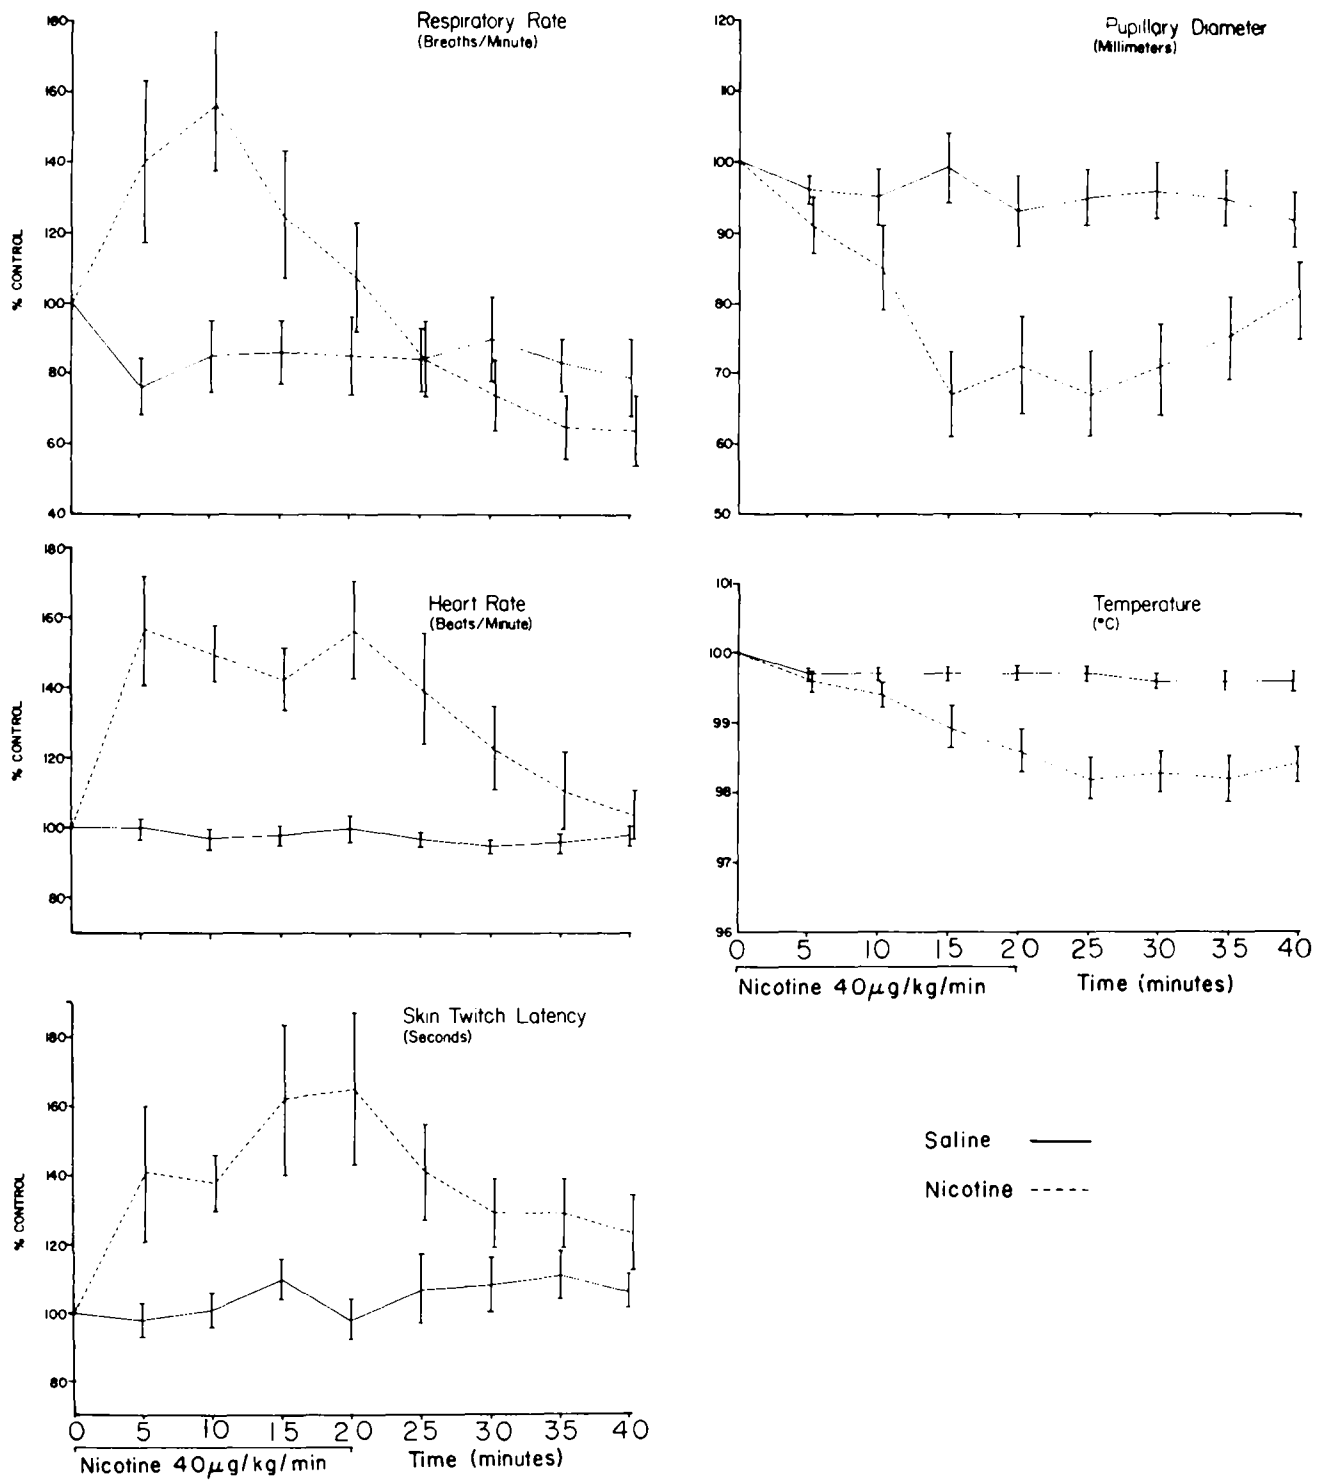 Respiratory Rate
(Breaths/Minute)
% CONTROL
180
160
140
120
100
80
60
40
Pupillary Diameter
(Millimeters)
120
110
100
90
80
70
60
50
Heart Rate
(Beats/Minute)
% CONTROL
180
160
140
120
100
80
Temperature
(°C)
101
100
99
98
97
96
0 5 10 15 20 25 30 35 40
Nicotine 40μg/kg/min Time (minutes)
Skin Twitch Latency
(Seconds)
% CONTROL
180
160
140
120
100
80
0 5 10 15 20 25 30 35 40
Nicotine 40μg/kg/min Time (minutes)
Saline
Nicotine